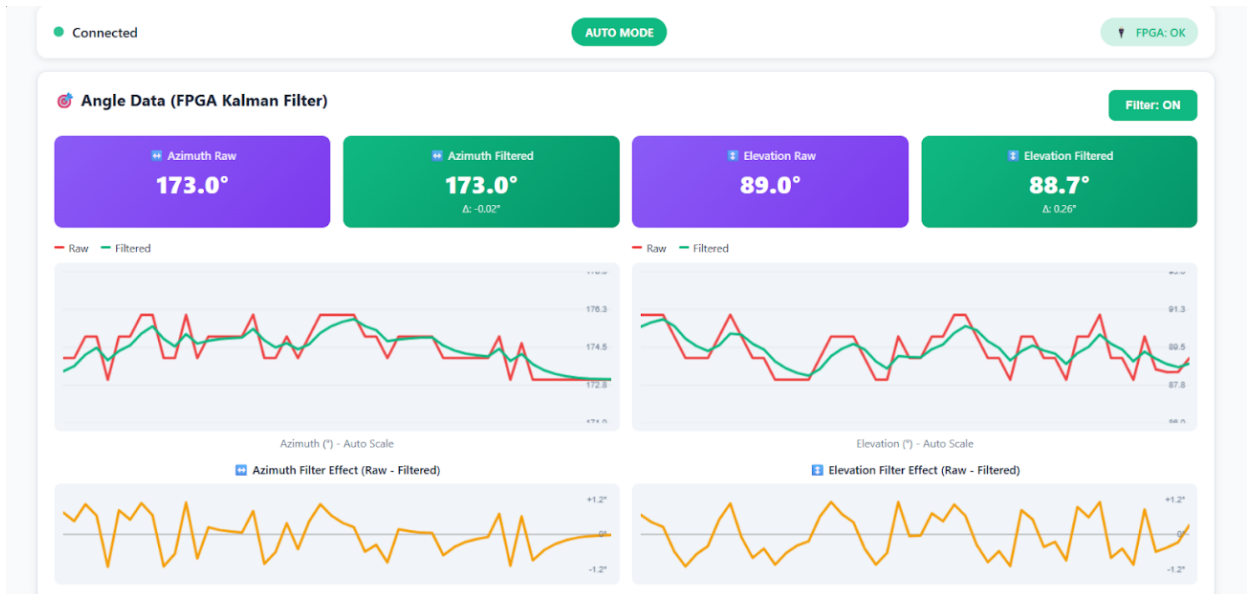 Connected
AUTO MODE
FPGA: OK
Angle Data (FPGA Kalman Filter)
Filter: ON
Azimuth Raw
173.0°
Azimuth Filtered
173.0°
Δ: -0.02°
Elevation Raw
89.0°
Elevation Filtered
88.7°
Δ: 0.26°
Raw Filtered
Raw Filtered
176.3
174.5
172.8
91.3
89.5
87.8
Azimuth (°) - Auto Scale
Elevation (°) - Auto Scale
Azimuth Filter Effect (Raw - Filtered)
Elevation Filter Effect (Raw - Filtered)
+1.2°
0°
-1.2°
+1.2°
0°
-1.2°